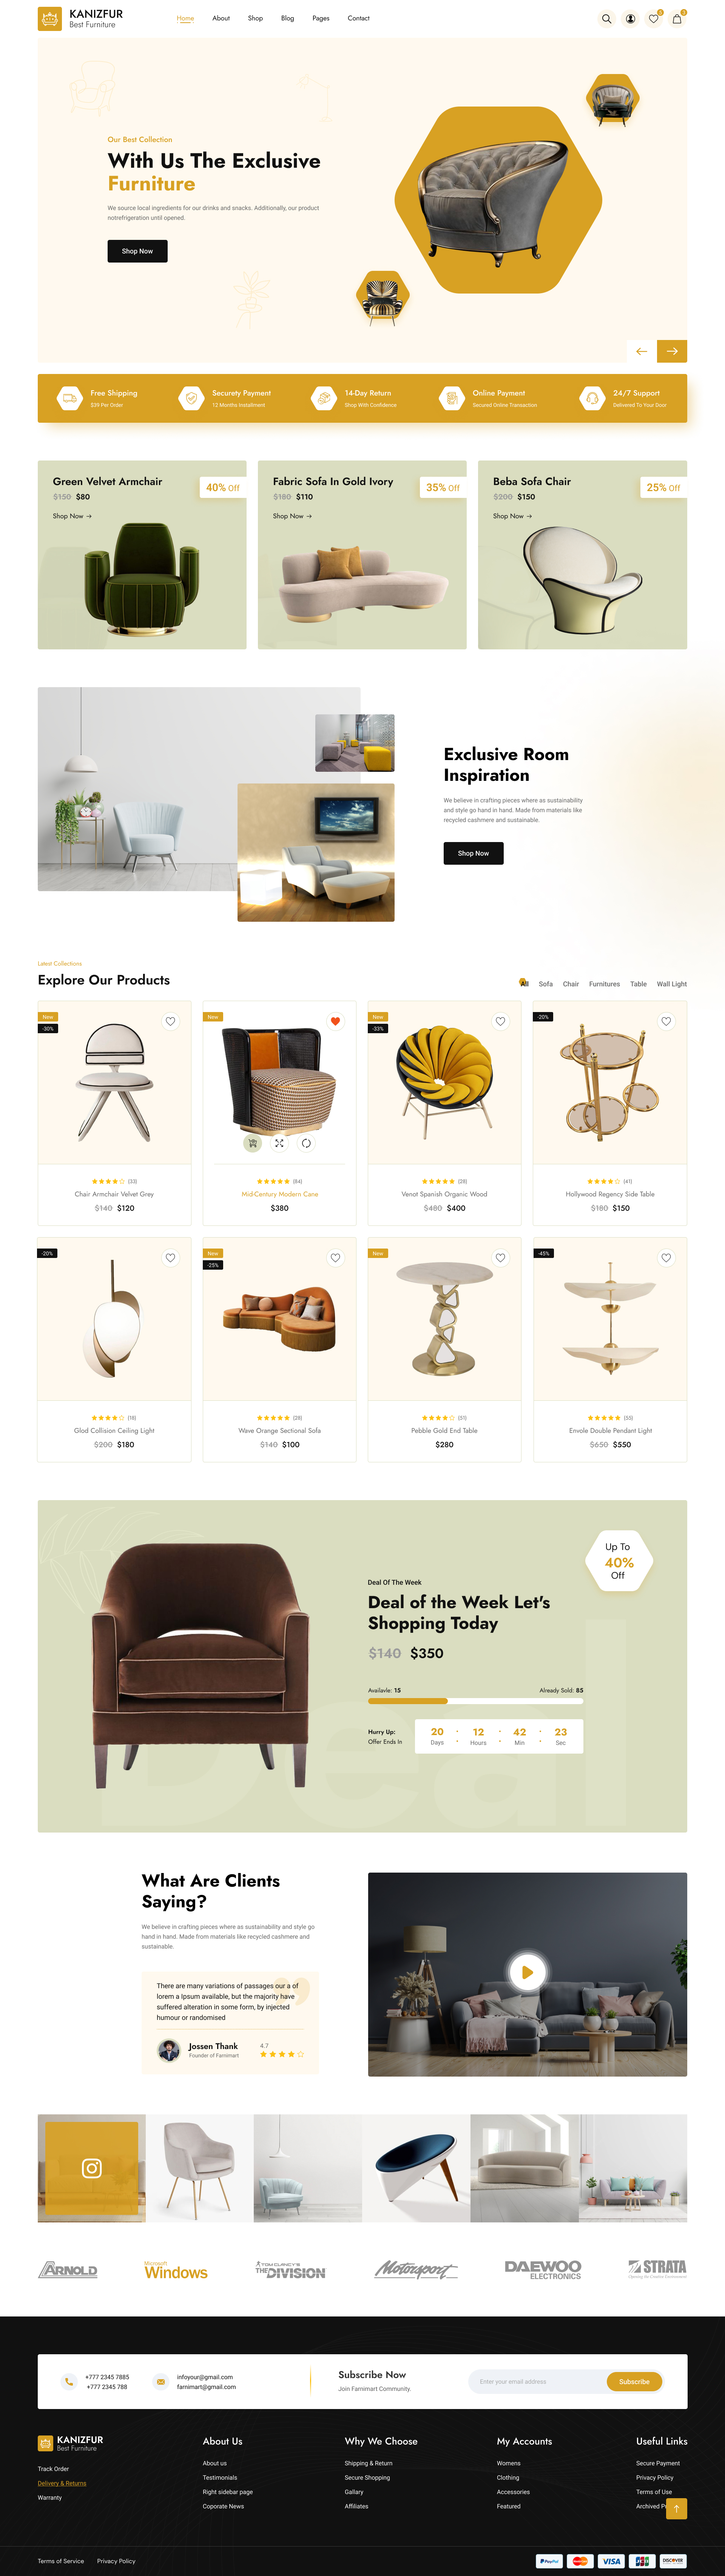 KANIZFUR
Best Furniture
Home
About
Shop
Blog
Pages
Contact
Our Best Collection
With Us The Exclusive
Furniture
We source local ingredients for our drinks and snacks. Additionally, our product
notrefrigeration until opened.
Shop Now
Free Shipping
$39 Per Order
Securety Payment
12 Months Installment
14-Day Return
Shop With Confidence
Online Payment
Secured Online Transaction
24/7 Support
Delivered To Your Door
Green Velvet Armchair
$150 $80
Shop Now →
40% Off
Fabric Sofa In Gold Ivory
$180 $110
Shop Now →
35% Off
Beba Sofa Chair
$200 $150
Shop Now →
25% Off
Exclusive Room
Inspiration
We believe in crafting pieces where as sustainability
and style go hand in hand. Made from materials like
recycled cashmere and sustainable.
Shop Now
Latest Collections
Explore Our Products
All
Sofa
Chair
Furnitures
Table
Wall Light
New
-30%
(33)
Chair Armchair Velvet Grey
$140 $120
New
(64)
Mid-Century Modern Cane
$380
New
-33%
(28)
Venot Spanish Organic Wood
$480 $400
-20%
(41)
Hollywood Regency Side Table
$180 $150
-20%
(18)
Glod Collision Ceiling Light
$200 $180
New
-25%
(28)
Wave Orange Sectional Sofa
$140 $100
New
(31)
Pebble Gold End Table
$280
-45%
(55)
Envole Double Pendant Light
$650 $550
Up To
40%
Off
Deal Of The Week
Deal of the Week Let's
Shopping Today
$140 $350
Availavle: 15
Already Sold: 85
Hurry Up:
Offer Ends In
20 : 12 : 42 : 23
Days Hours Min Sec
Deal
What Are Clients
Saying?
We believe in crafting pieces where as sustainability and style go
hand in hand. Made from materials like recycled cashmere and
sustainable.
There are many variations of passages our a of
lorem a Ipsum available, but the majority have
suffered alteration in some form, by injected
humour or randomised
Jossen Thank
Founder of Farnimart
4.7
ARNOLD
Microsoft
Windows
TOM CLANCY'S
THE DIVISION
Motorsport
DAEWOO
ELECTRONICS
STRATA
+777 2345 7885
+777 2345 788
infoyour@gmail.com
farnimart@gmail.com
Subscribe Now
Join Farnimart Community.
Enter your email address
Subscribe
KANIZFUR
Best Furniture
Track Order
Delivery & Returns
Warranty
About Us
About us
Testimonials
Right sidebar page
Coporate News
Why We Choose
Shipping & Return
Secure Shopping
Gallary
Affiliates
My Accounts
Womens
Clothing
Accessories
Featured
Useful Links
Secure Payment
Privacy Policy
Terms of Use
Archived
Terms of Service
Privacy Policy
PayPal
VISA
JCB
DISCOVER